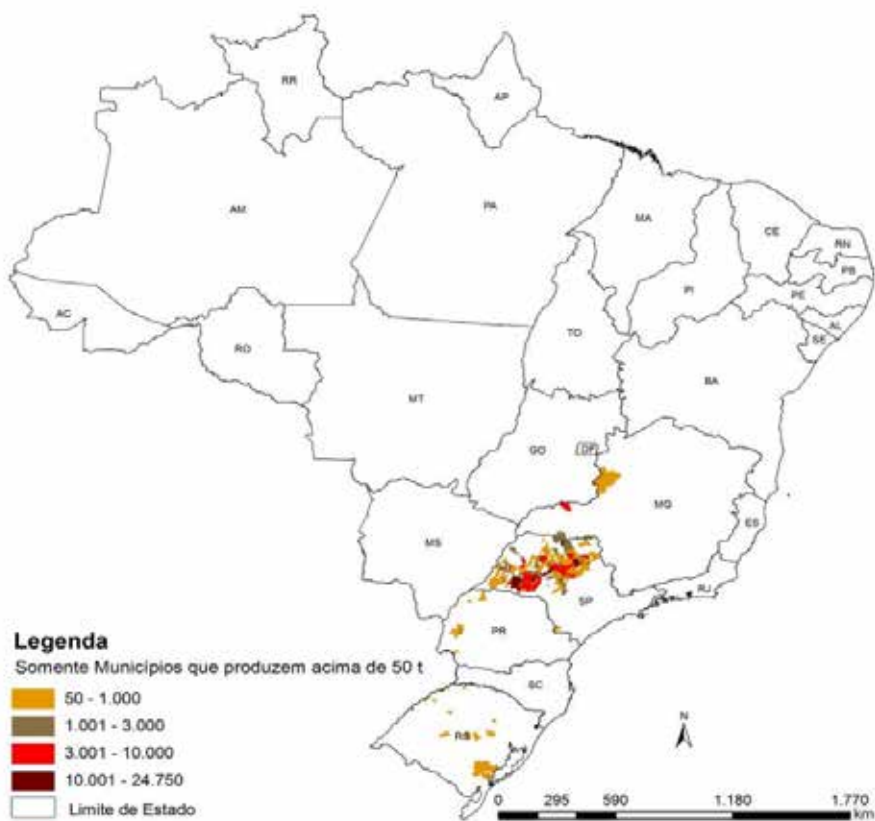 RR
AP
AM
PA
MA
CE
RN
PB
PE
AL
SE
PI
AC
RO
TO
MT
BA
GO
DF
MG
ES
MS
SP
RJ
PR
SC
RS
Legenda
Somente Municípios que produzem acima de 50 t
50 - 1.000
1.001 - 3.000
3.001 - 10.000
10.001 - 24.750
Limite de Estado
N
0 295 590 1.180 1.770
km